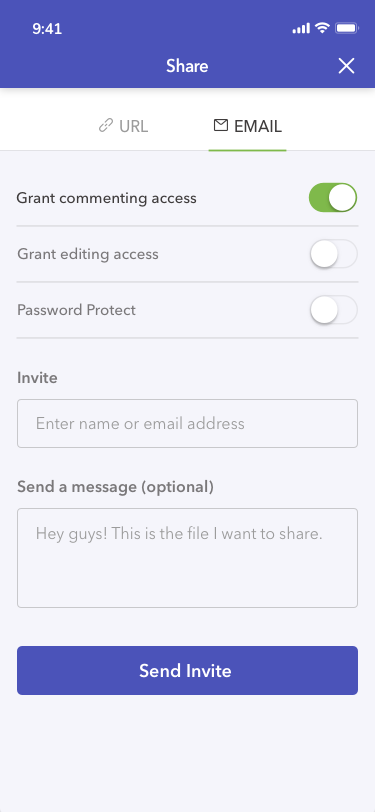 9:41
Share
URL
EMAIL
Grant commenting access
Grant editing access
Password Protect
Invite
Enter name or email address
Send a message (optional)
Hey guys! This is the file I want to share.
Send Invite